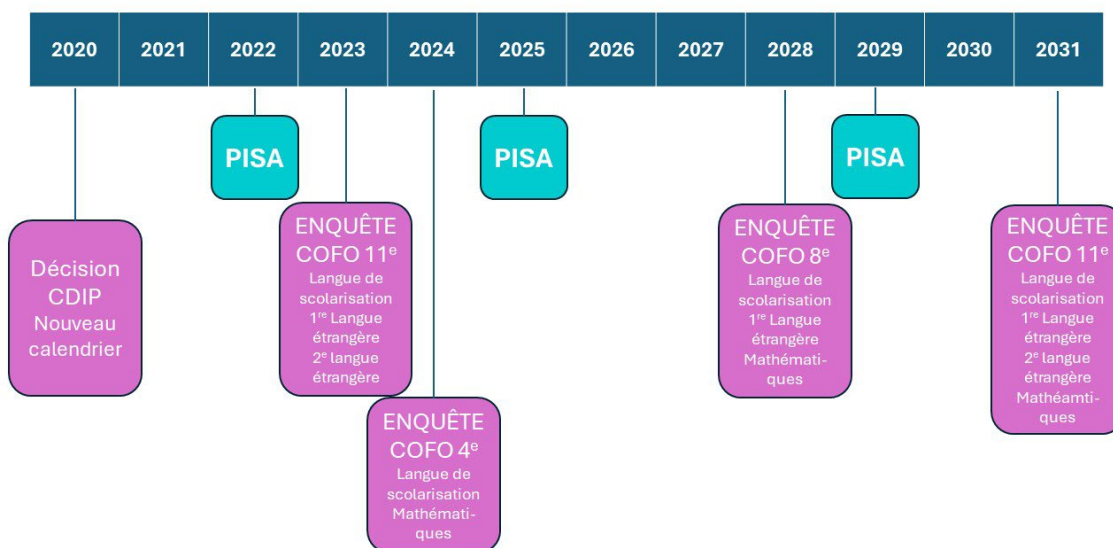 2020 2021 2022 2023 2024 2025 2026 2027 2028 2029 2030 2031
PISA
PISA
PISA
Décision
CDIP
Nouveau
calendrier
ENQUÊTE
COFO 11e
Langue de
scolarisation
1re Langue
étrangère
2e langue
étrangère
ENQUÊTE
COFO 4e
Langue de
scolarisation
Mathémati-
ques
ENQUÊTE
COFO 8e
Langue de
scolarisation
1re Langue
étrangère
Mathémati-
ques
ENQUÊTE
COFO 11e
Langue de
scolarisation
1re Langue
étrangère
2e langue
étrangère
Mathéamti-
ques